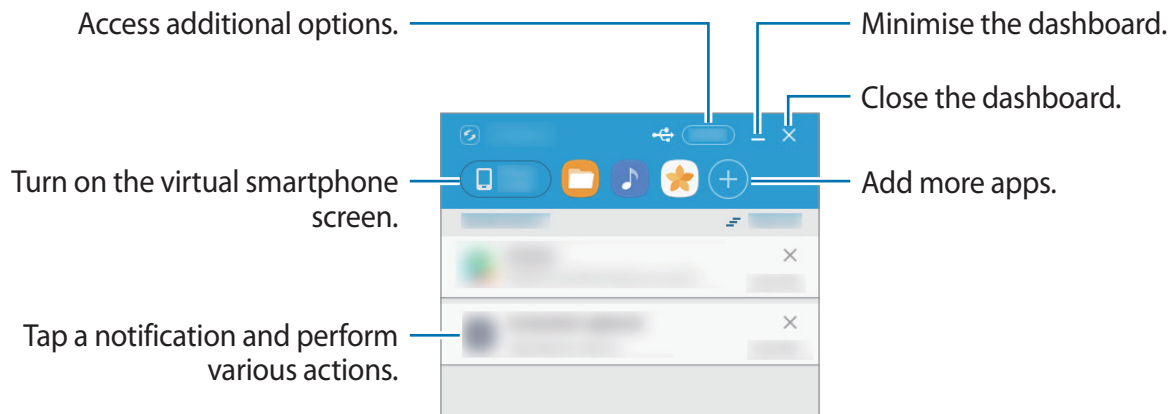 Access additional options.
Minimise the dashboard.
Close the dashboard.
Turn on the virtual smartphone
screen.
Add more apps.
Tap a notification and perform
various actions.